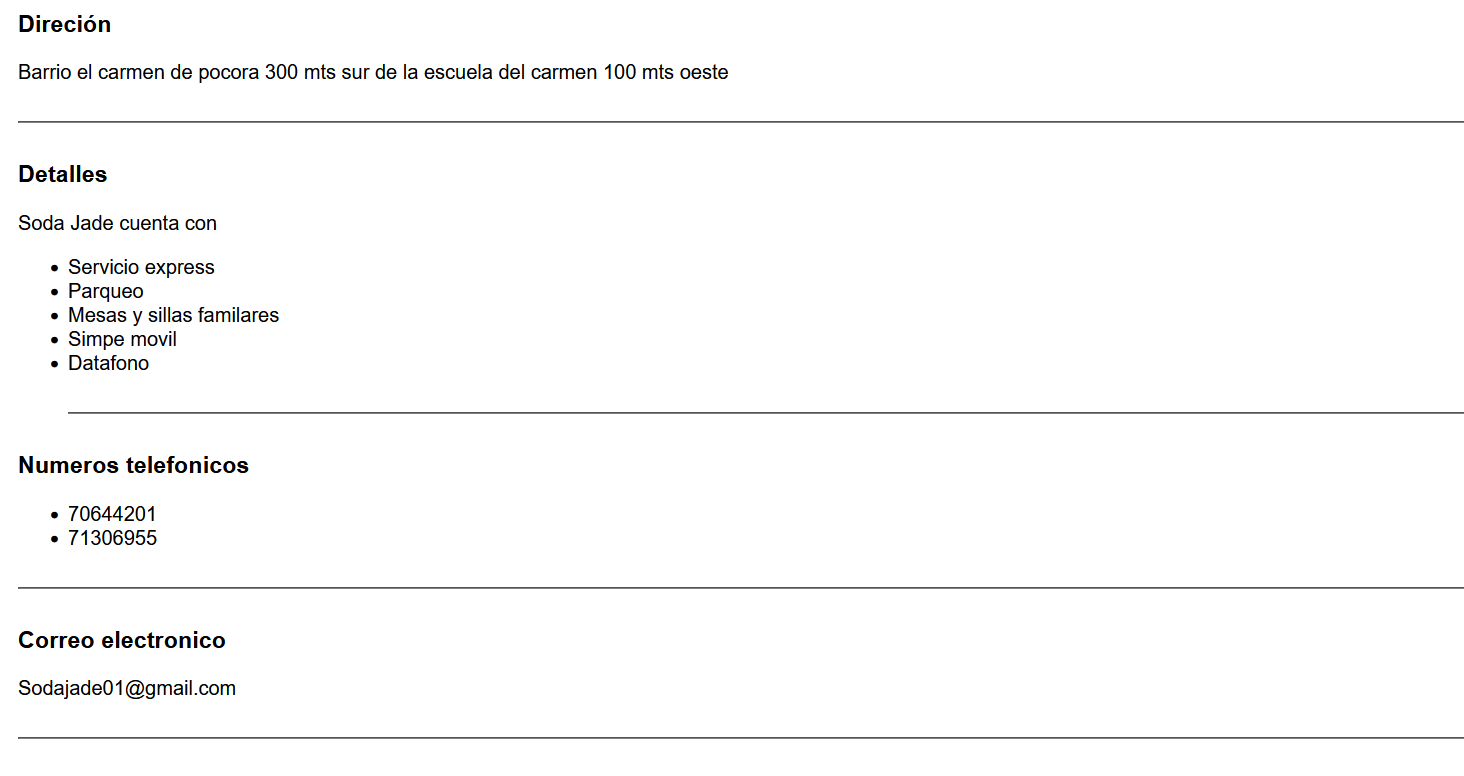 Direción
Barrio el carmen de pocora 300 mts sur de la escuela del carmen 100 mts oeste
Detalles
Soda Jade cuenta con
Servicio express
Parqueo
Mesas y sillas familares
Simpe movil
Datafono
Numeros telefonicos
70644201
71306955
Correo electronico
Sodajade01@gmail.com